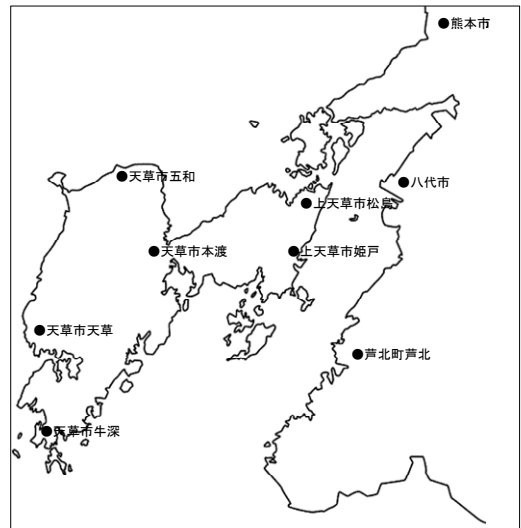 熊本市
天草市五和
八代市
上天草市松島
天草市本渡
上天草市姫戸
天草市天草
芦北町芦北
天草市牛深